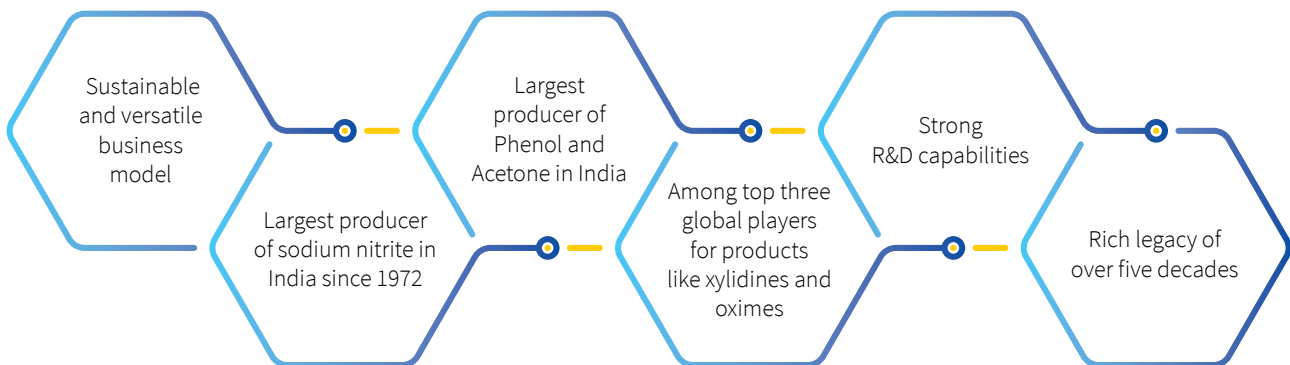 Sustainable
and versatile
business
model
Largest producer
of sodium nitrite in
India since 1972
Largest
producer of
Phenol and
Acetone in India
Among top three
global players
for products
like xylidines and
oximes
Strong
R&D capabilities
Rich legacy of
over five decades